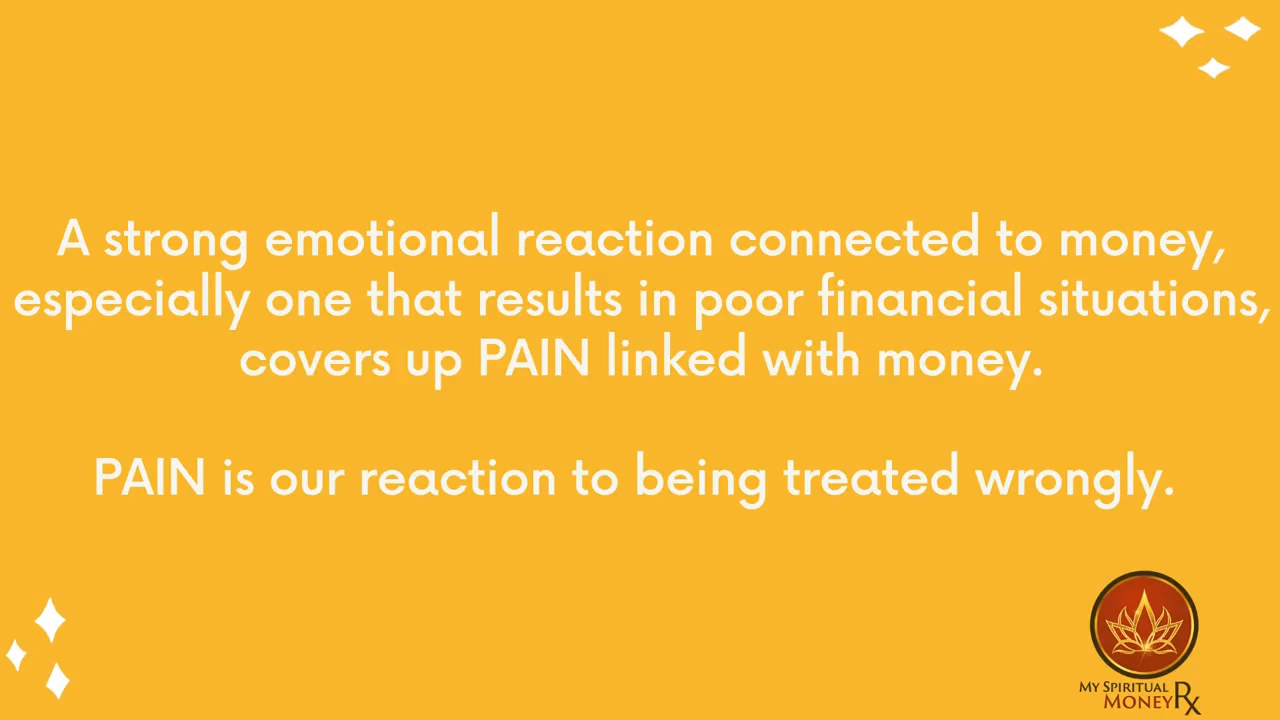 A strong emotional reaction connected to money,
especially one that results in poor financial situations,
covers up PAIN linked with money.
PAIN is our reaction to being treated wrongly.
MY SPIRITUAL
MONEY Rx